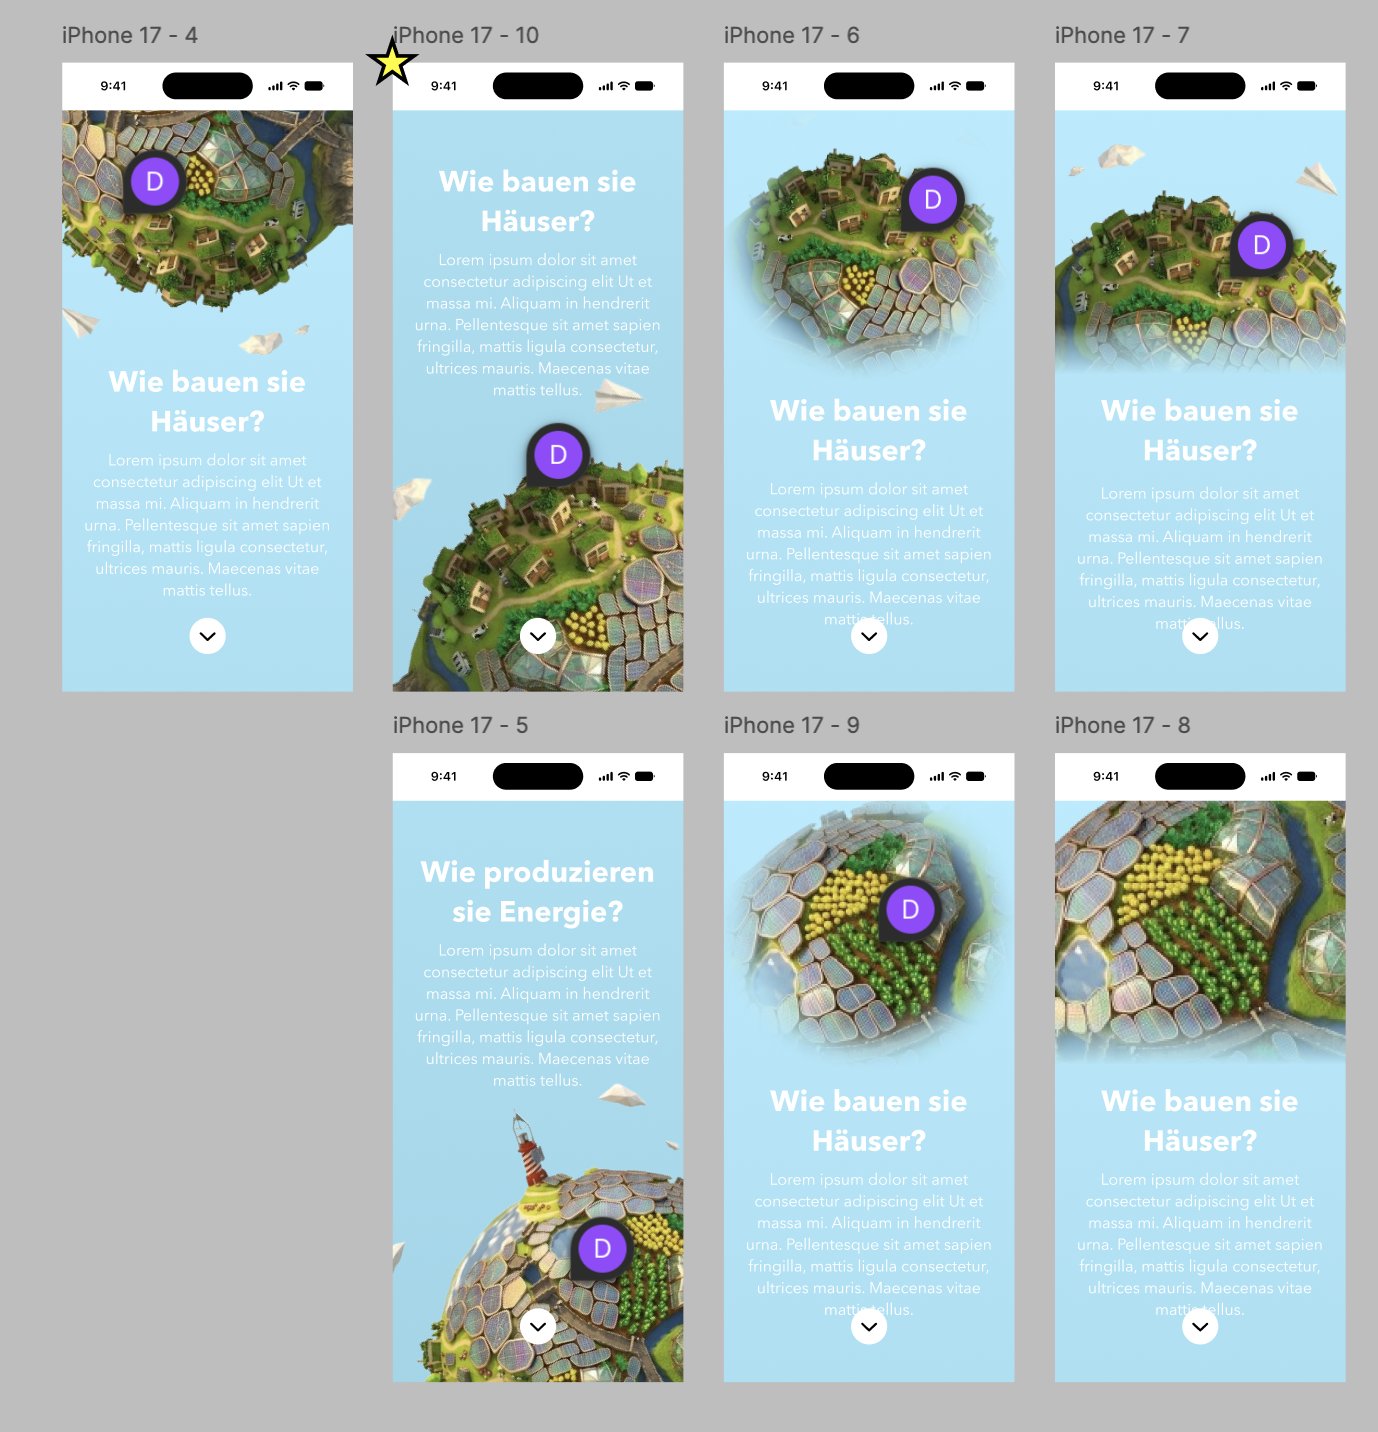 iPhone 17 - 4
9:41
D
Wie bauen sie
Häuser?
Lorem ipsum dolor sit amet
consectetur adipiscing elit Ut et
massa mi. Aliquam in hendrerit
urna. Pellentesque sit amet sapien
fringilla, mattis ligula consectetur,
ultrices mauris. Maecenas vitae
mattis tellus.
iPhone 17 - 10
9:41
Wie bauen sie
Häuser?
Lorem ipsum dolor sit amet
consectetur adipiscing elit Ut et
massa mi. Aliquam in hendrerit
urna. Pellentesque sit amet sapien
fringilla, mattis ligula consectetur,
ultrices mauris. Maecenas vitae
mattis tellus.
D
iPhone 17 - 6
9:41
D
Wie bauen sie
Häuser?
Lorem ipsum dolor sit amet
consectetur adipiscing elit Ut et
massa mi. Aliquam in hendrerit
urna. Pellentesque sit amet sapien
fringilla, mattis ligula consectetur,
ultrices mauris. Maecenas vitae
mattis tellus.
iPhone 17 - 7
9:41
D
Wie bauen sie
Häuser?
Lorem ipsum dolor sit amet
consectetur adipiscing elit Ut et
massa mi. Aliquam in hendrerit
urna. Pellentesque sit amet sapien
fringilla, mattis ligula consectetur,
ultrices mauris. Maecenas vitae
mattis tellus.
iPhone 17 - 5
9:41
Wie produzieren
sie Energie?
Lorem ipsum dolor sit amet
consectetur adipiscing elit Ut et
massa mi. Aliquam in hendrerit
urna. Pellentesque sit amet sapien
fringilla, mattis ligula consectetur,
ultrices mauris. Maecenas vitae
mattis tellus.
D
iPhone 17 - 9
9:41
D
Wie bauen sie
Häuser?
Lorem ipsum dolor sit amet
consectetur adipiscing elit Ut et
massa mi. Aliquam in hendrerit
urna. Pellentesque sit amet sapien
fringilla, mattis ligula consectetur,
ultrices mauris. Maecenas vitae
mattis tellus.
iPhone 17 - 8
9:41
Wie bauen sie
Häuser?
Lorem ipsum dolor sit amet
consectetur adipiscing elit Ut et
massa mi. Aliquam in hendrerit
urna. Pellentesque sit amet sapien
fringilla, mattis ligula consectetur,
ultrices mauris. Maecenas vitae
mattis tellus.